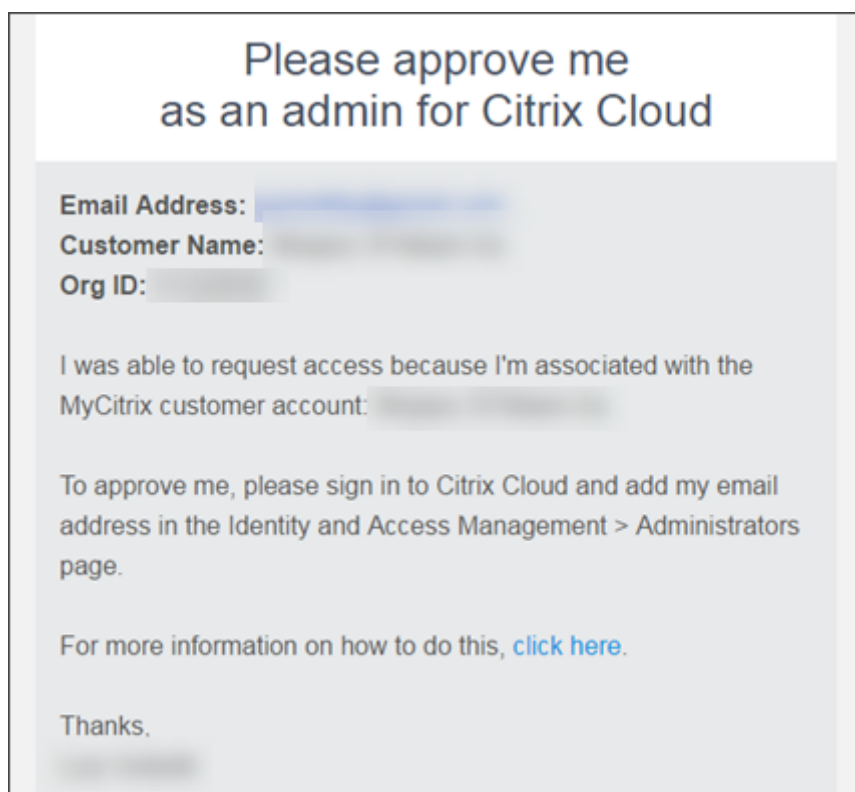 Please approve me
as an admin for Citrix Cloud
Email Address:
Customer Name:
Org ID:
I was able to request access because I'm associated with the
MyCitrix customer account:
To approve me, please sign in to Citrix Cloud and add my email
address in the Identity and Access Management > Administrators
page.
For more information on how to do this, click here.
Thanks,